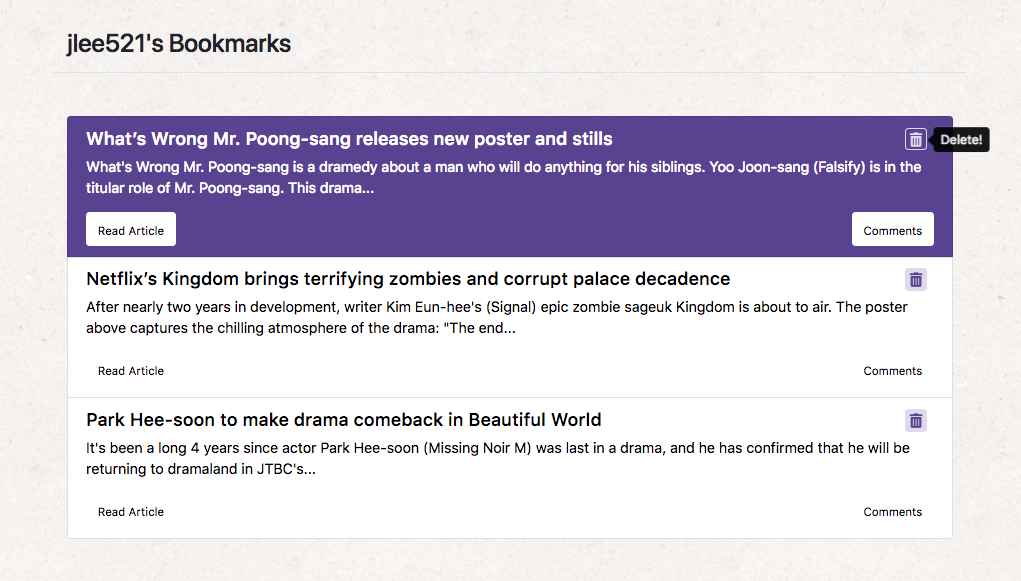 jlee521's Bookmarks
What’s Wrong Mr. Poong-sang releases new poster and stills
Delete!
What's Wrong Mr. Poong-sang is a dramedy about a man who will do anything for his siblings. Yoo Joon-sang (Falsify) is in the
titular role of Mr. Poong-sang. This drama...
Read Article
Comments
Netflix’s Kingdom brings terrifying zombies and corrupt palace decadence
After nearly two years in development, writer Kim Eun-hee's (Signal) epic zombie sageuk Kingdom is about to air. The poster
above captures the chilling atmosphere of the drama: "The end...
Read Article
Comments
Park Hee-soon to make drama comeback in Beautiful World
It's been a long 4 years since actor Park Hee-soon (Missing Noir M) was last in a drama, and he has confirmed that he will be
returning to dramaland in JTBC's...
Read Article
Comments